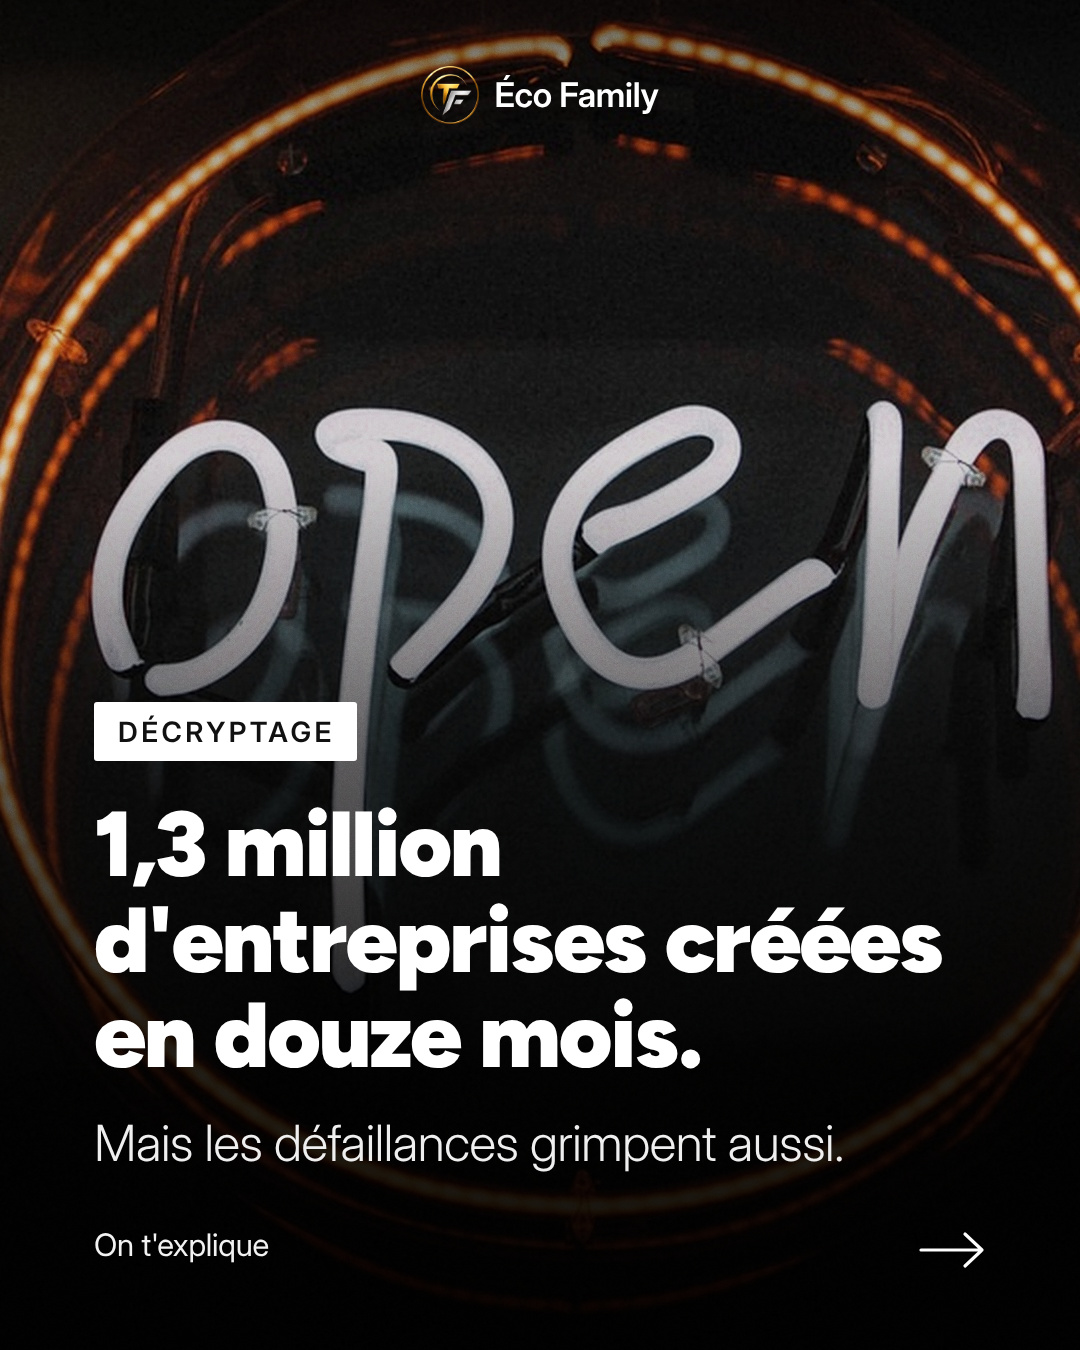 TF Éco Family
open
DÉCRYPTAGE
1,3 million
d'entreprises créées
en douze mois.
Mais les défaillances grimpent aussi.
On t'explique